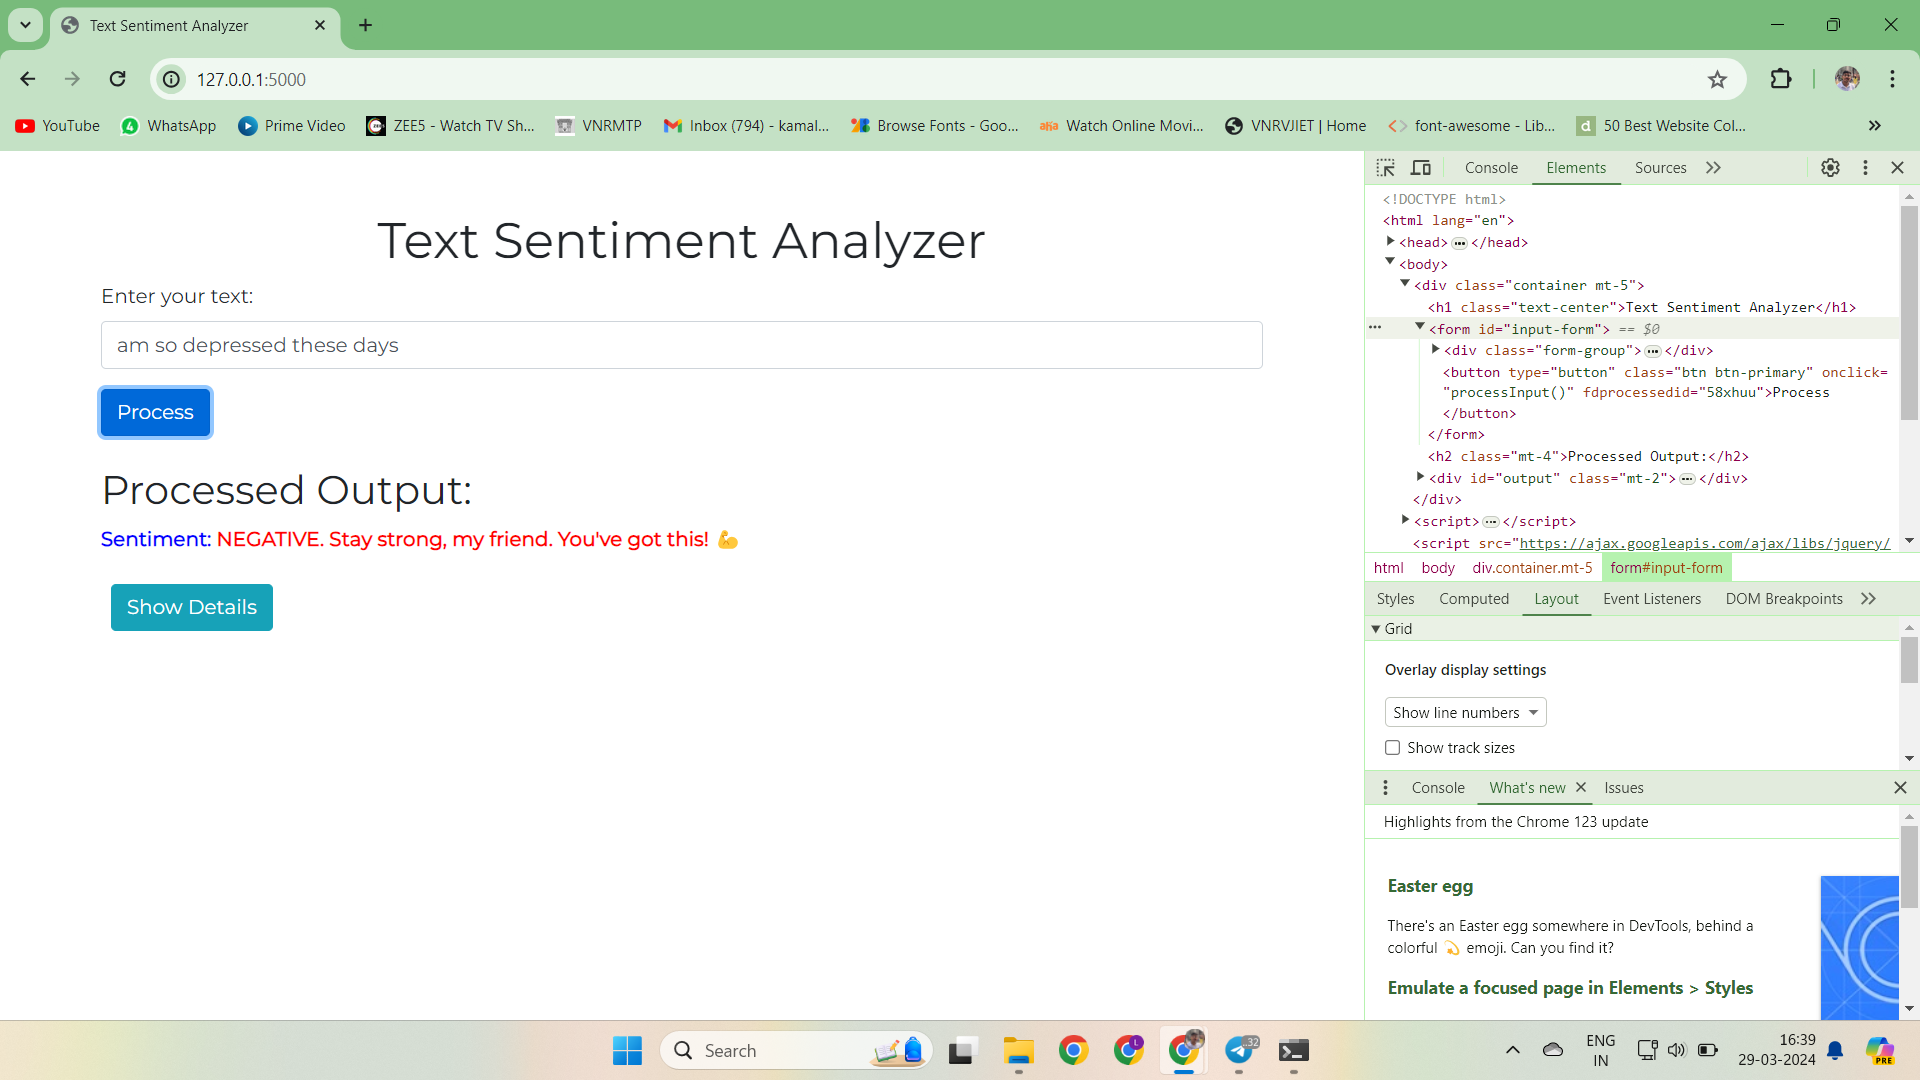 Text Sentiment Analyzer
127.0.0.1:5000
YouTube WhatsApp Prime Video ZEE5 - Watch TV Sh... VNRMTP Inbox (794) - kamal... Browse Fonts - Goo... aha Watch Online Movi... VNRVJIET | Home font-awesome - Lib... d 50 Best Website Col...
Text Sentiment Analyzer
Enter your text:
am so depressed these days
Process
Processed Output:
Sentiment: NEGATIVE. Stay strong, my friend. You've got this! 💪
Show Details
Console Elements Sources
<!DOCTYPE html>
<html lang="en">
<head>…</head>
<body>
<div class="container mt-5">
<h1 class="text-center">Text Sentiment Analyzer</h1>
<form id="input-form"> == $0
<div class="form-group">…</div>
<button type="button" class="btn btn-primary" onclick=
"processInput()" fdprocessedid="58xhuu">Process
</button>
</form>
<h2 class="mt-4">Processed Output:</h2>
<div id="output" class="mt-2">…</div>
</div>
<script>…</script>
<script src="https://ajax.googleapis.com/ajax/libs/jquery/
html body div.container.mt-5 form#input-form
Styles Computed Layout Event Listeners DOM Breakpoints
Grid
Overlay display settings
Show line numbers
Show track sizes
Console What's new Issues
Highlights from the Chrome 123 update
Easter egg
There's an Easter egg somewhere in DevTools, behind a
colorful 💫 emoji. Can you find it?
Emulate a focused page in Elements > Styles
Search
L
32
ENG
IN
16:39
29-03-2024
PRE